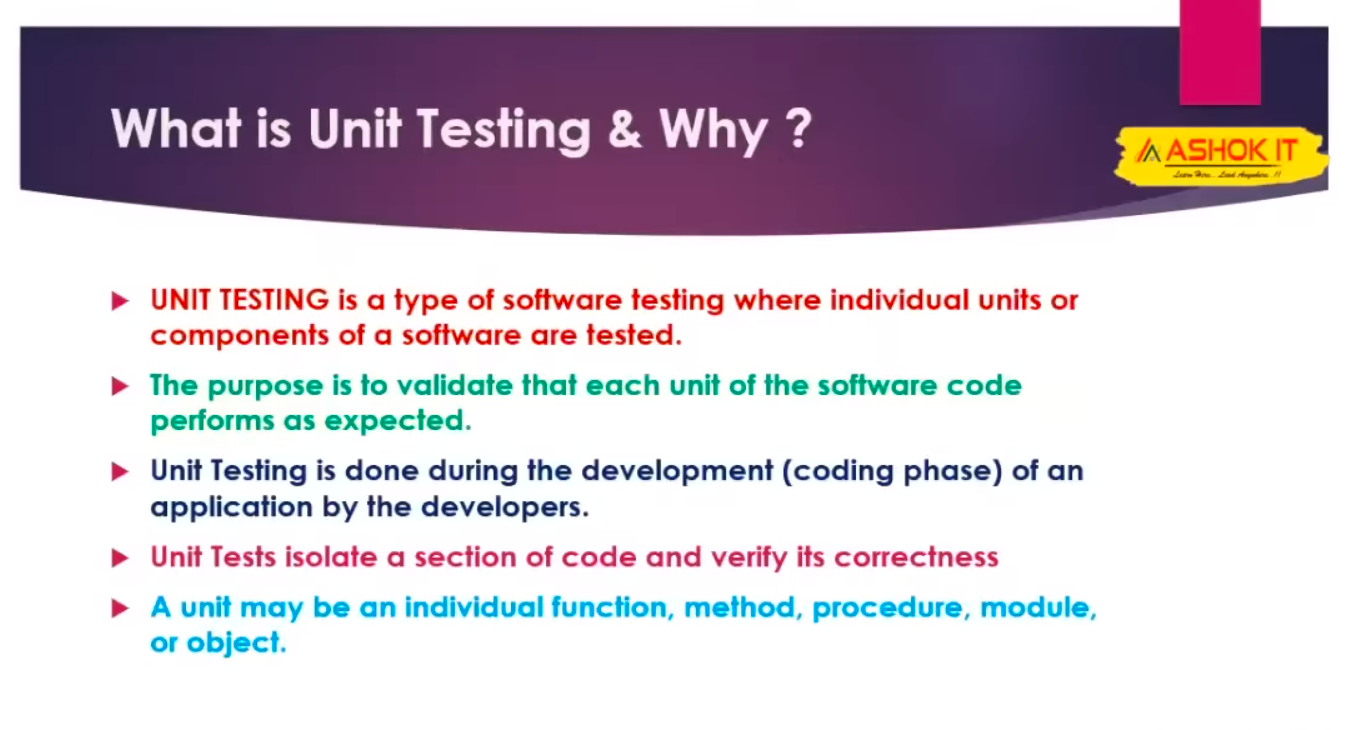 What is Unit Testing & Why ?
ASHOK IT
Learn Here.. Lead Anywhere..!!
UNIT TESTING is a type of software testing where individual units or
components of a software are tested.
The purpose is to validate that each unit of the software code
performs as expected.
Unit Testing is done during the development (coding phase) of an
application by the developers.
Unit Tests isolate a section of code and verify its correctness
A unit may be an individual function, method, procedure, module,
or object.